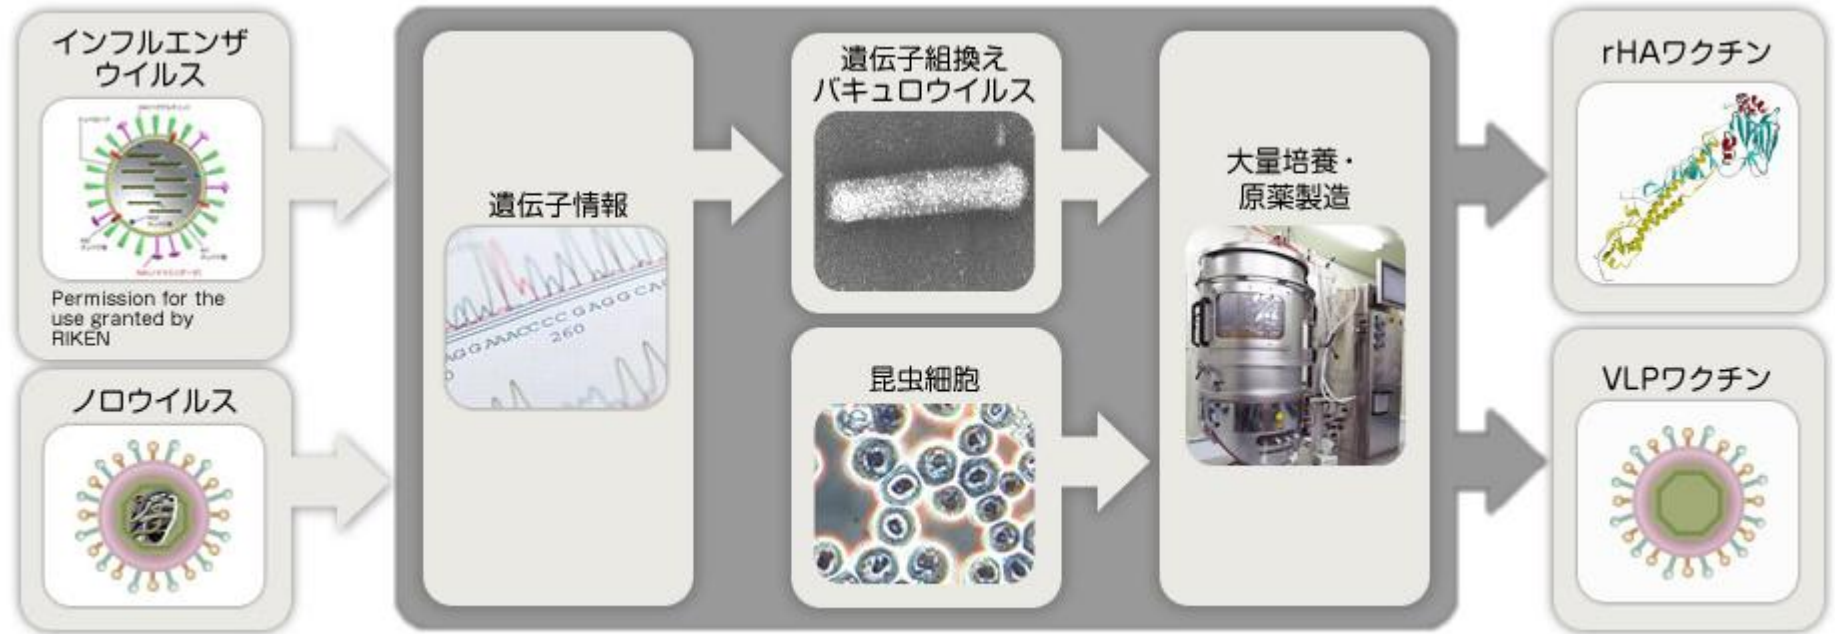 インフルエンザ
ウイルス
Permission for the
use granted by
RIKEN
ノロウイルス
遺伝子情報
AGGAAACCCCGAGGCA
260
遺伝子組換え
バキュロウイルス
昆虫細胞
大量培養・
原薬製造
rHAワクチン
VLPワクチン